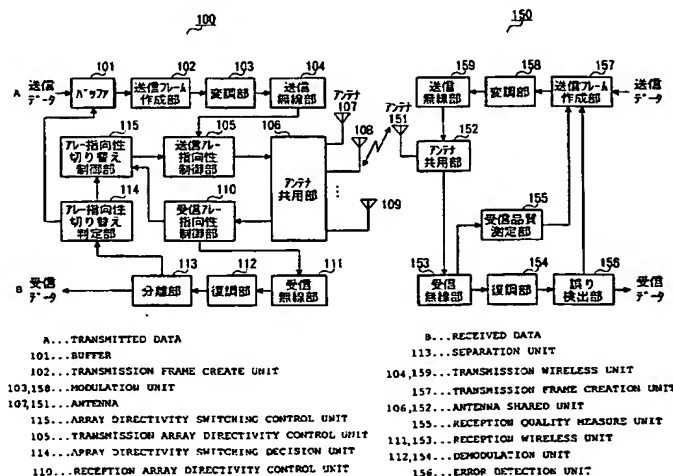 100
150
101
102
103
104
アンテナ
107
A 送信データ
バッファ
送信フレーム作成部
変調部
送信無線部
115
105
106
108
アレー指向性切り替え制御部
送信アレー指向性制御部
アンテナ共用部
114
110
109
アレー指向性切り替え判定部
受信アレー指向性制御部
113
112
111
B 受信データ
分離部
復調部
受信無線部
159
158
157
送信無線部
変調部
送信フレーム作成部
送信データ
アンテナ
151
152
アンテナ共用部
155
受信品質測定部
153
154
156
受信無線部
復調部
誤り検出部
受信データ
A...TRANSMITTED DATA
101...BUFFER
102...TRANSMISSION FRAME CREATE UNIT
103,158...MODULATION UNIT
107,151...ANTENNA
115...ARRAY DIRECTIVITY SWITCHING CONTROL UNIT
105...TRANSMISSION ARRAY DIRECTIVITY CONTROL UNIT
114...ARRAY DIRECTIVITY SWITCHING DECISION UNIT
110...RECEPTION ARRAY DIRECTIVITY CONTROL UNIT
B...RECEIVED DATA
113...SEPARATION UNIT
104,159...TRANSMISSION WIRELESS UNIT
157...TRANSMISSION FRAME CREATION UNIT
106,152...ANTENNA SHARED UNIT
155...RECEPTION QUALITY MEASURE UNIT
111,153...RECEPTION WIRELESS UNIT
112,154...DEMODULATION UNIT
156...ERROR DETECTION UNIT